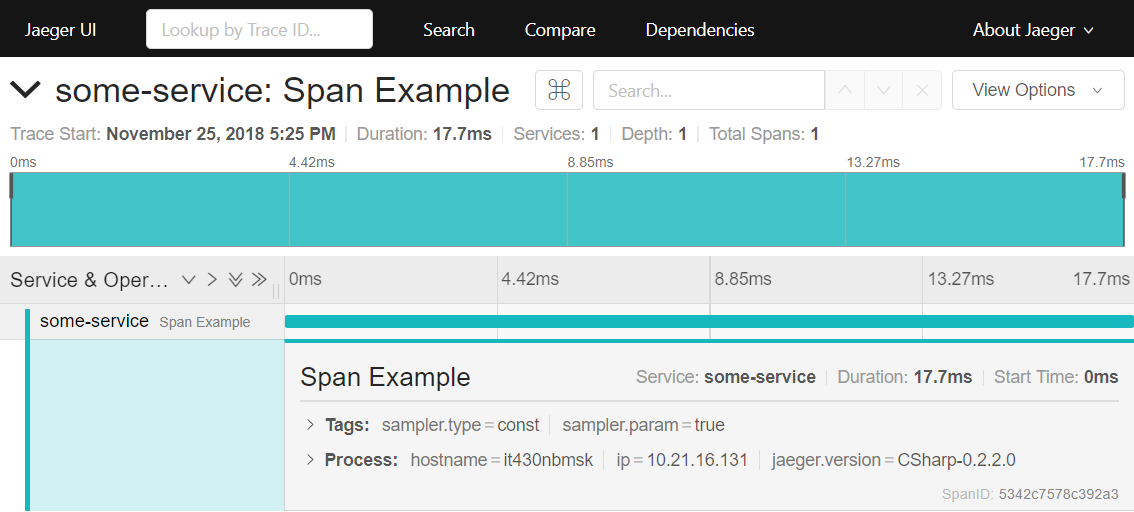 Jaeger UI Lookup by Trace ID... Search Compare Dependencies About Jaeger
some-service: Span Example ⌘ Search... View Options
Trace Start: November 25, 2018 5:25 PM Duration: 17.7ms Services: 1 Depth: 1 Total Spans: 1
0ms 4.42ms 8.85ms 13.27ms 17.7ms
Service & Oper... 0ms 4.42ms 8.85ms 13.27ms 17.7ms
some-service Span Example
Span Example Service: some-service Duration: 17.7ms Start Time: 0ms
Tags: sampler.type = const sampler.param = true
Process: hostname = it430nbmsk ip = 10.21.16.131 jaeger.version = CSharp-0.2.2.0
SpanID: 5342c7578c392a3